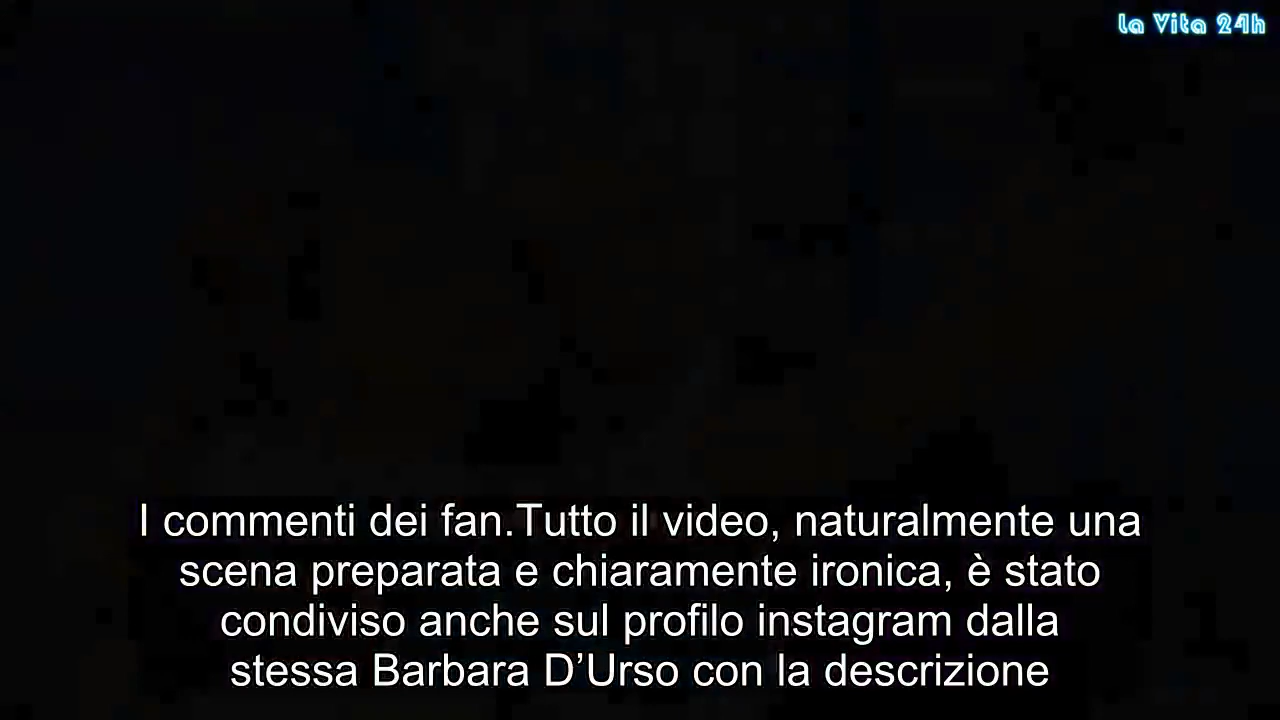 La Vita 24h
I commenti dei fan.Tutto il video, naturalmente una
scena preparata e chiaramente ironica, è stato
condiviso anche sul profilo instagram dalla
stessa Barbara D’Urso con la descrizione